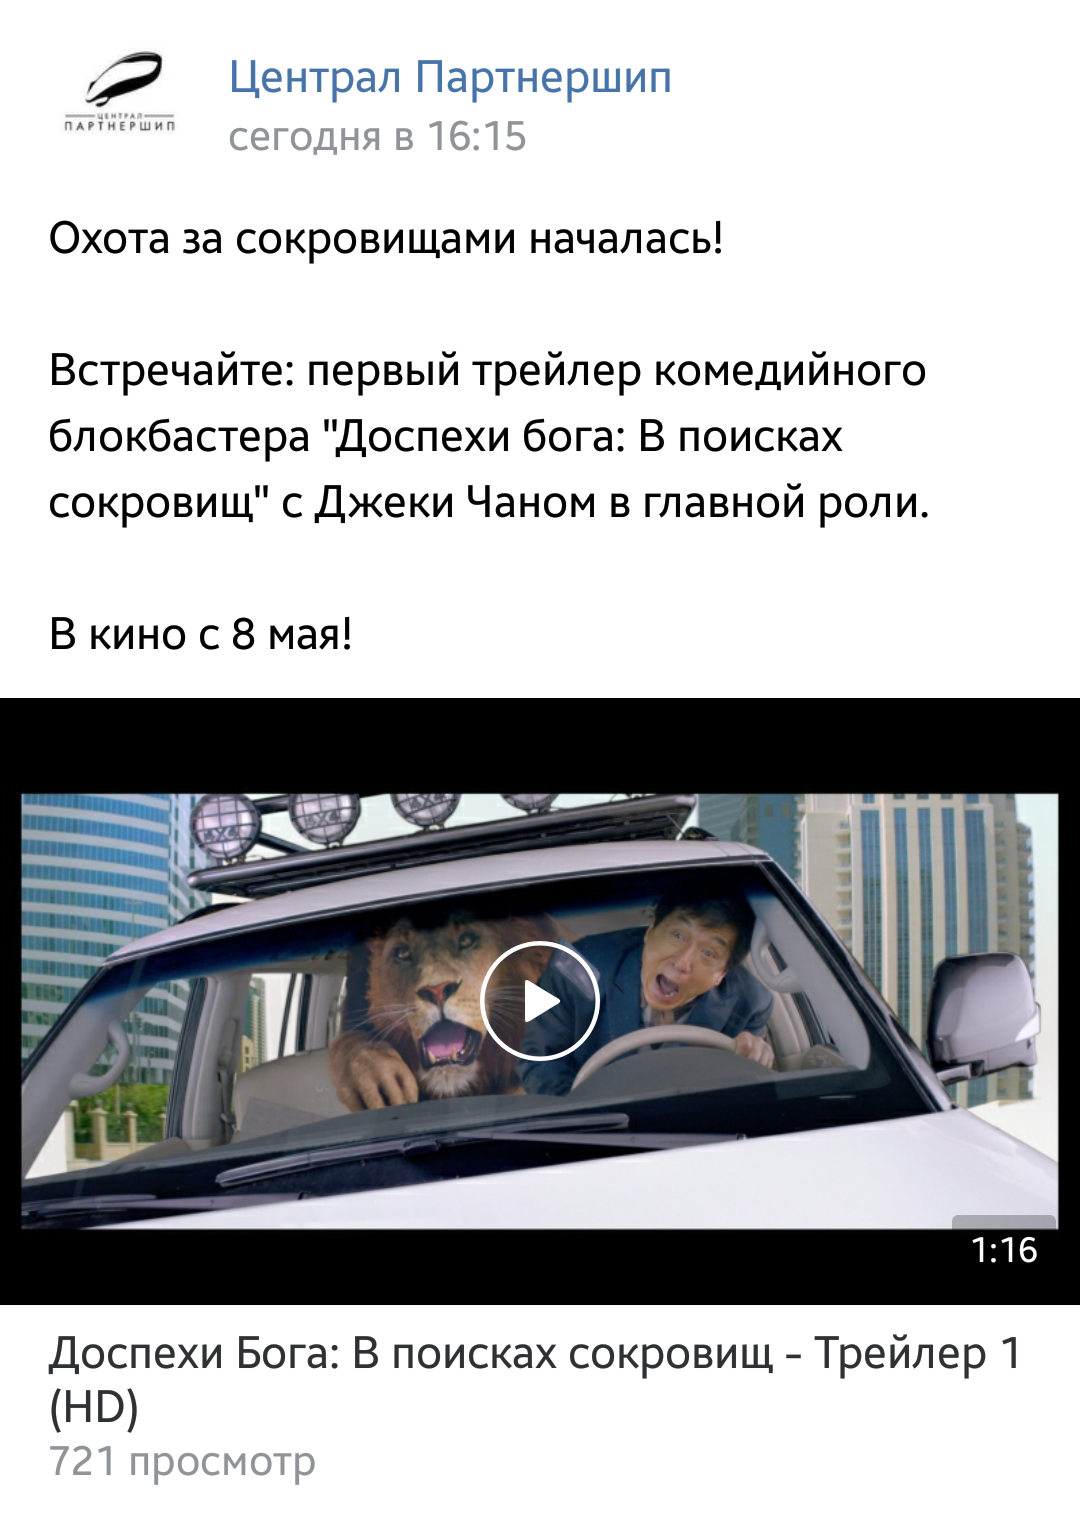 ЦЕНТРАЛ
ПАРТНЕРШИП
Централ Партнершип
сегодня в 16:15
Охота за сокровищами началась!
Встречайте: первый трейлер комедийного
блокбастера "Доспехи бога: В поисках
сокровищ" с Джеки Чаном в главной роли.
В кино с 8 мая!
4X4
4X4
1:16
Доспехи Бога: В поисках сокровищ - Трейлер 1
(HD)
721 просмотр